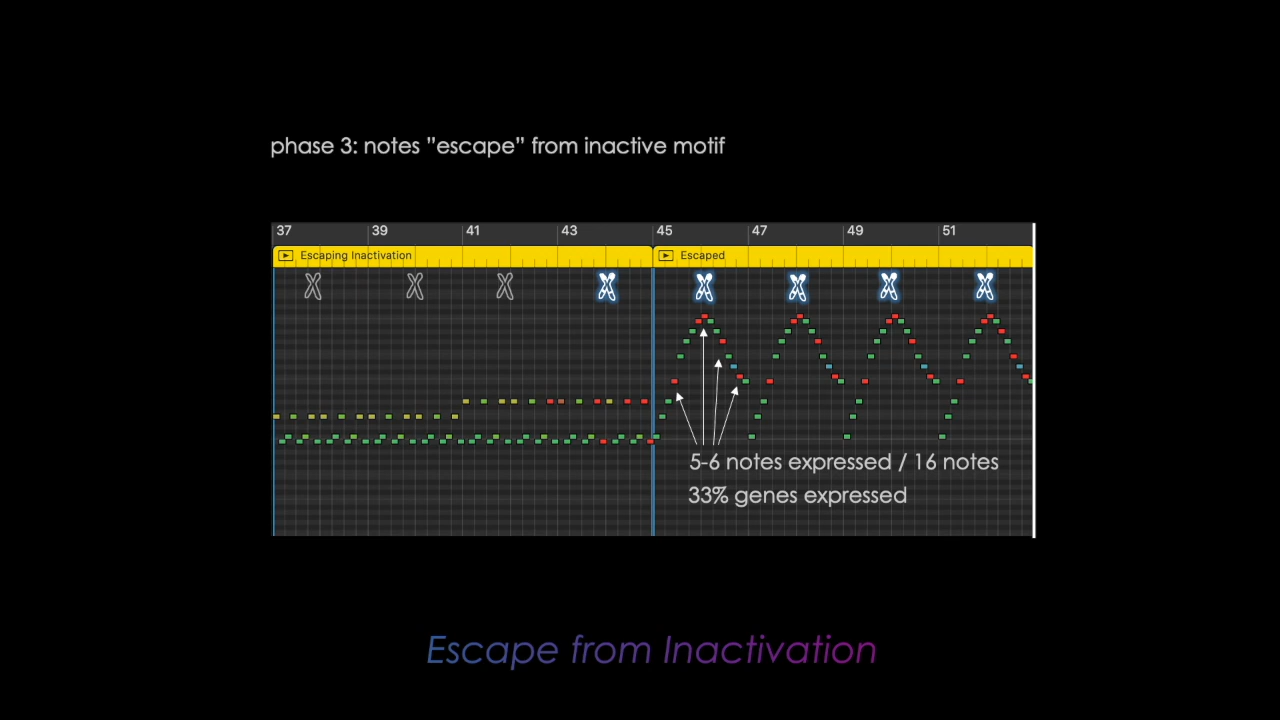 phase 3: notes "escape" from inactive motif
37 39 41 43 45 47 49 51
Escaping Inactivation Escaped
5-6 notes expressed / 16 notes
33% genes expressed
Escape from Inactivation